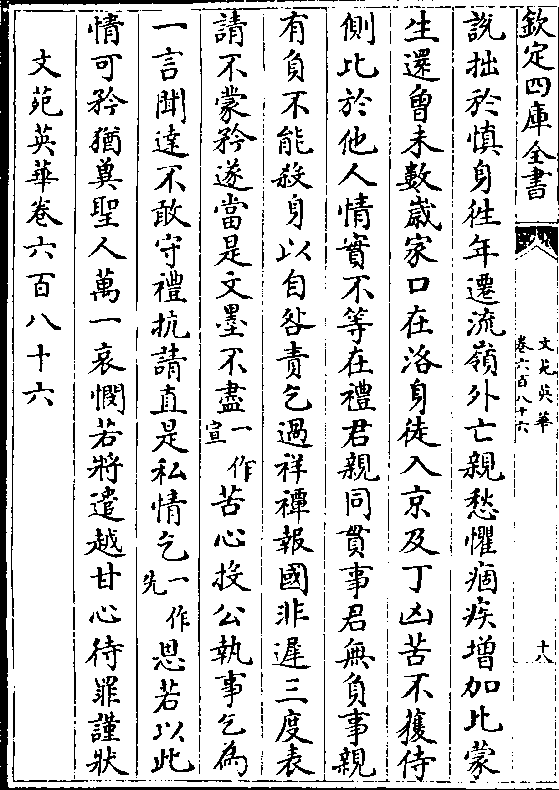 欽定四庫全書
文苑英華
卷六百八十六
十八
説拙於慎身徃年遷流嶺外亡親愁懼痼疾増加比蒙
生還曾未數歲家口在洛身徒入京及丁凶苦不獲侍
側比於他人情實不等在禮君親同貫事君無負事親
有負不能殺身以自咎責乞過祥禫報國非遲三度表
請不蒙矜遂當是文墨不盡一作宣苦心投公執事乞為
一言聞達不敢守禮抗請直是私情乞一作先恩若以此
情可矜猶冀聖人萬一哀憫若將遣越甘心待罪謹狀
文苑英華卷六百八十六